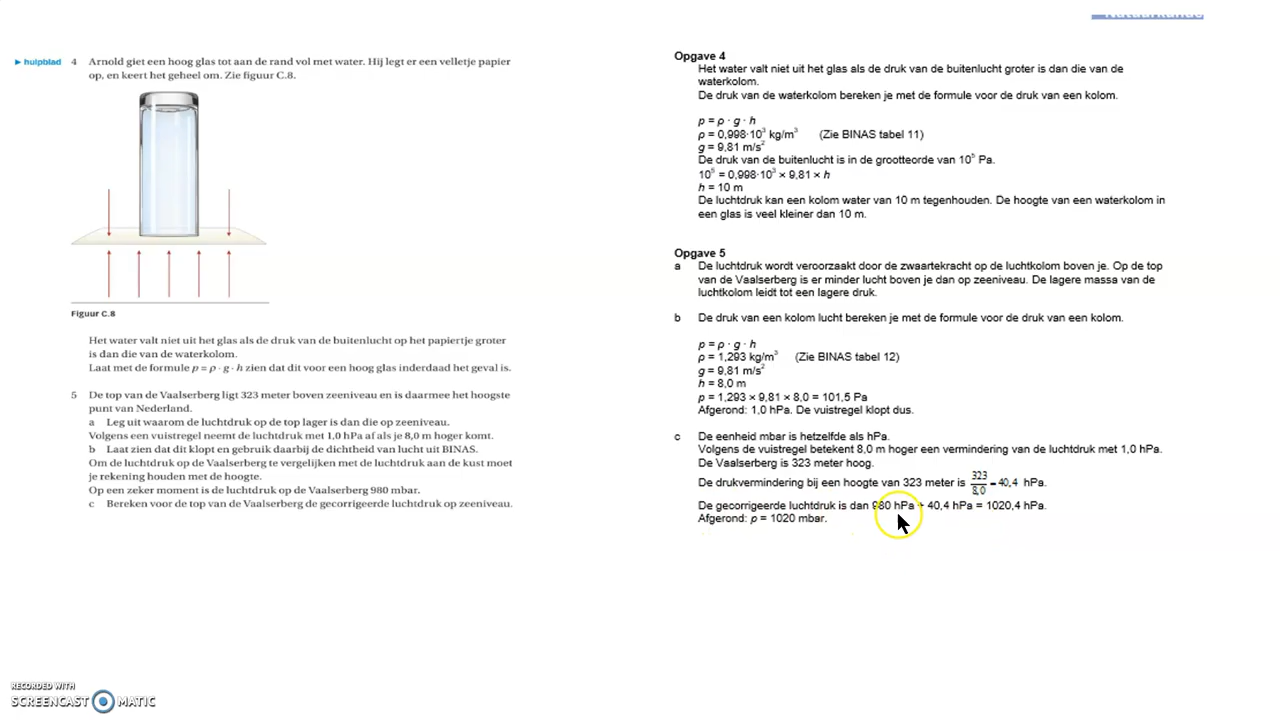 Natuurkunde
▶ hulpblad 4 Arnold giet een hoog glas tot aan de rand vol met water. Hij legt er een velletje papier
op, en keert het geheel om. Zie figuur C.8.
Figuur C.8
Het water valt niet uit het glas als de druk van de buitenlucht op het papiertje groter
is dan die van de waterkolom.
Laat met de formule p = ρ · g · h zien dat dit voor een hoog glas inderdaad het geval is.
5 De top van de Vaalserberg ligt 323 meter boven zeeniveau en is daarmee het hoogste
punt van Nederland.
a Leg uit waarom de luchtdruk op de top lager is dan die op zeeniveau.
Volgens een vuistregel neemt de luchtdruk met 1,0 hPa af als je 8,0 m hoger komt.
b Laat zien dat dit klopt en gebruik daarbij de dichtheid van lucht uit BINAS.
Om de luchtdruk op de Vaalserberg te vergelijken met de luchtdruk aan de kust moet
je rekening houden met de hoogte.
Op een zeker moment is de luchtdruk op de Vaalserberg 980 mbar.
c Bereken voor de top van de Vaalserberg de gecorrigeerde luchtdruk op zeeniveau.
Opgave 4
Het water valt niet uit het glas als de druk van de buitenlucht groter is dan die van de
waterkolom.
De druk van de waterkolom bereken je met de formule voor de druk van een kolom.
p = ρ · g · h
ρ = 0,998·10³ kg/m³ (Zie BINAS tabel 11)
g = 9,81 m/s²
De druk van de buitenlucht is in de grootteorde van 10⁵ Pa.
10⁵ = 0,998·10³ × 9,81 × h
h = 10 m
De luchtdruk kan een kolom water van 10 m tegenhouden. De hoogte van een waterkolom in
een glas is veel kleiner dan 10 m.
Opgave 5
a De luchtdruk wordt veroorzaakt door de zwaartekracht op de luchtkolom boven je. Op de top
van de Vaalserberg is er minder lucht boven je dan op zeeniveau. De lagere massa van de
luchtkolom leidt tot een lagere druk.
b De druk van een kolom lucht bereken je met de formule voor de druk van een kolom.
p = ρ · g · h
ρ = 1,293 kg/m³ (Zie BINAS tabel 12)
g = 9,81 m/s²
h = 8,0 m
p = 1,293 × 9,81 × 8,0 = 101,5 Pa
Afgerond: 1,0 hPa. De vuistregel klopt dus.
c De eenheid mbar is hetzelfde als hPa.
Volgens de vuistregel betekent 8,0 m hoger een vermindering van de luchtdruk met 1,0 hPa.
De Vaalserberg is 323 meter hoog.
De drukvermindering bij een hoogte van 323 meter is 323/8,0 = 40,4 hPa.
De gecorrigeerde luchtdruk is dan 980 hPa + 40,4 hPa = 1020,4 hPa.
Afgerond: p = 1020 mbar.
RECORDED WITH
SCREENCAST MATIC